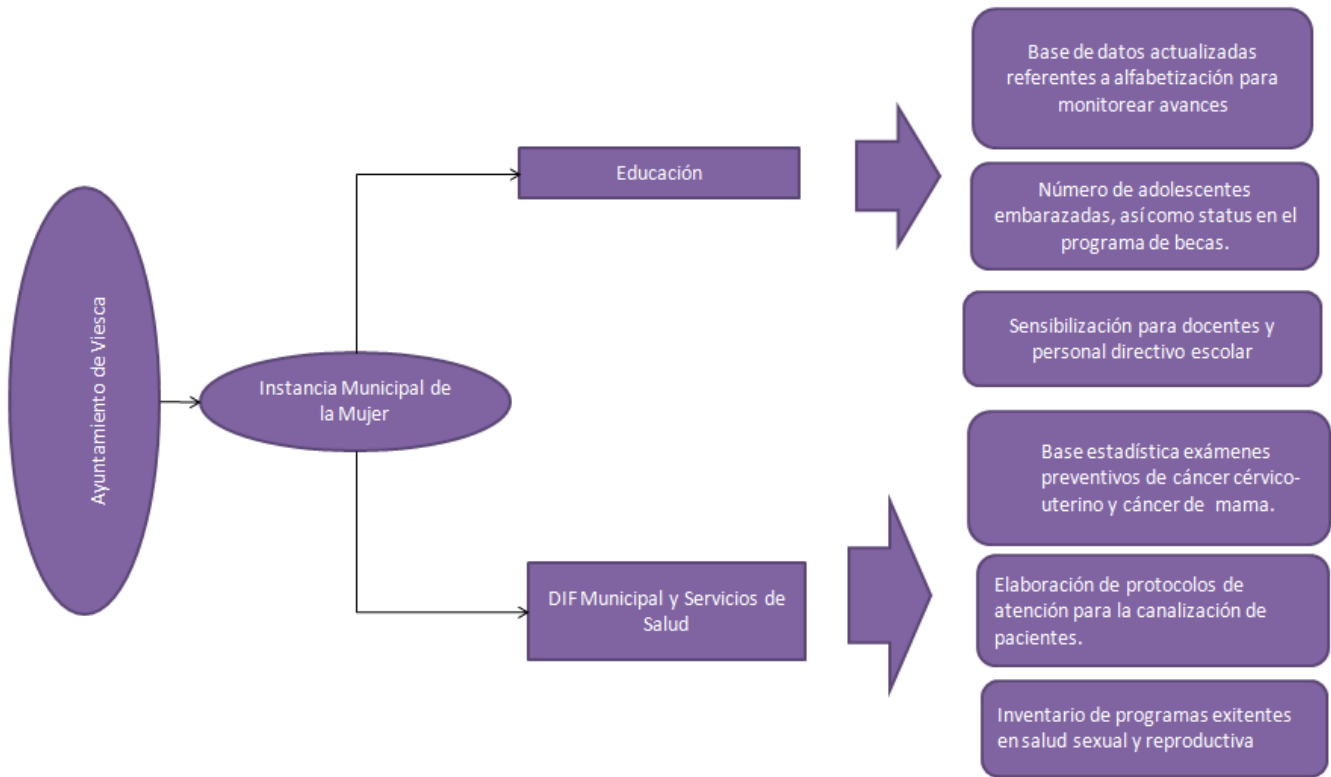 Ayuntamiento de Viesca
Instancia Municipal de
la Mujer
Educación
DIF Municipal y Servicios de
Salud
Base de datos actualizadas
referentes a alfabetización para
monitorear avances
Número de adolescentes
embarazadas, así como status en el
programa de becas.
Sensibilización para docentes y
personal directivo escolar
Base estadística exámenes
preventivos de cáncer cérvico-
uterino y cáncer de mama.
Elaboración de protocolos de
atención para la canalización de
pacientes.
Inventario de programas exitentes
en salud sexual y reproductiva